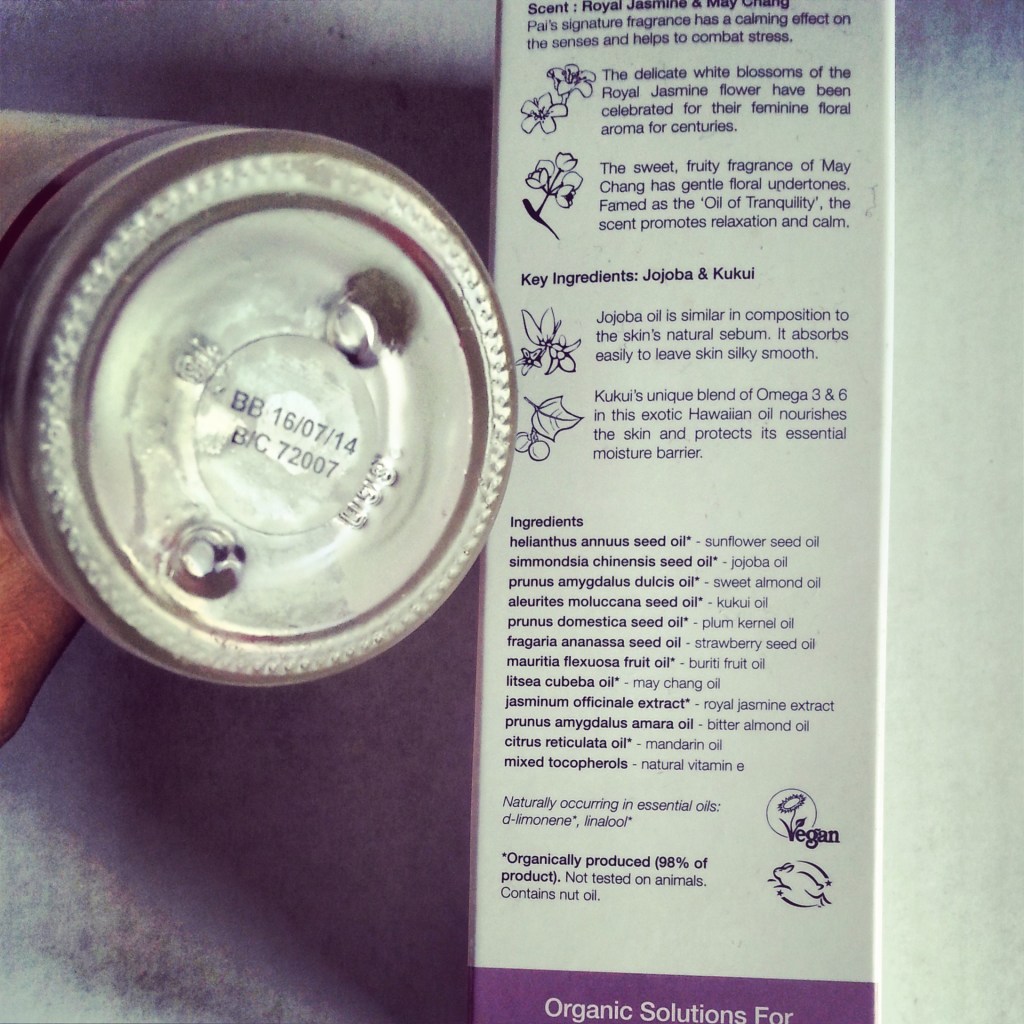 Scent : Royal Jasmine & May Chang
Pai's signature fragrance has a calming effect on
the senses and helps to combat stress.
The delicate white blossoms of the
Royal Jasmine flower have been
celebrated for their feminine floral
aroma for centuries.
The sweet, fruity fragrance of May
Chang has gentle floral undertones.
Famed as the 'Oil of Tranquility', the
scent promotes relaxation and calm.
Key Ingredients: Jojoba & Kukui
Jojoba oil is similar in composition to
the skin's natural sebum. It absorbs
easily to leave skin silky smooth.
Kukui's unique blend of Omega 3 & 6
in this exotic Hawaiian oil nourishes
the skin and protects its essential
moisture barrier.
Ingredients
helianthus annuus seed oil* - sunflower seed oil
simmondsia chinensis seed oil* - jojoba oil
prunus amygdalus dulcis oil* - sweet almond oil
aleurites moluccana seed oil* - kukui oil
prunus domestica seed oil* - plum kernel oil
fragaria ananassa seed oil - strawberry seed oil
mauritia flexuosa fruit oil* - buriti fruit oil
litsea cubeba oil* - may chang oil
jasminum officinale extract* - royal jasmine extract
prunus amygdalus amara oil - bitter almond oil
citrus reticulata oil* - mandarin oil
mixed tocopherols - natural vitamin e
Naturally occurring in essential oils:
d-limonene*, linalool*
Vegan
*Organically produced (98% of
product). Not tested on animals.
Contains nut oil.
Organic Solutions For
BB 16/07/14
B/C 72007